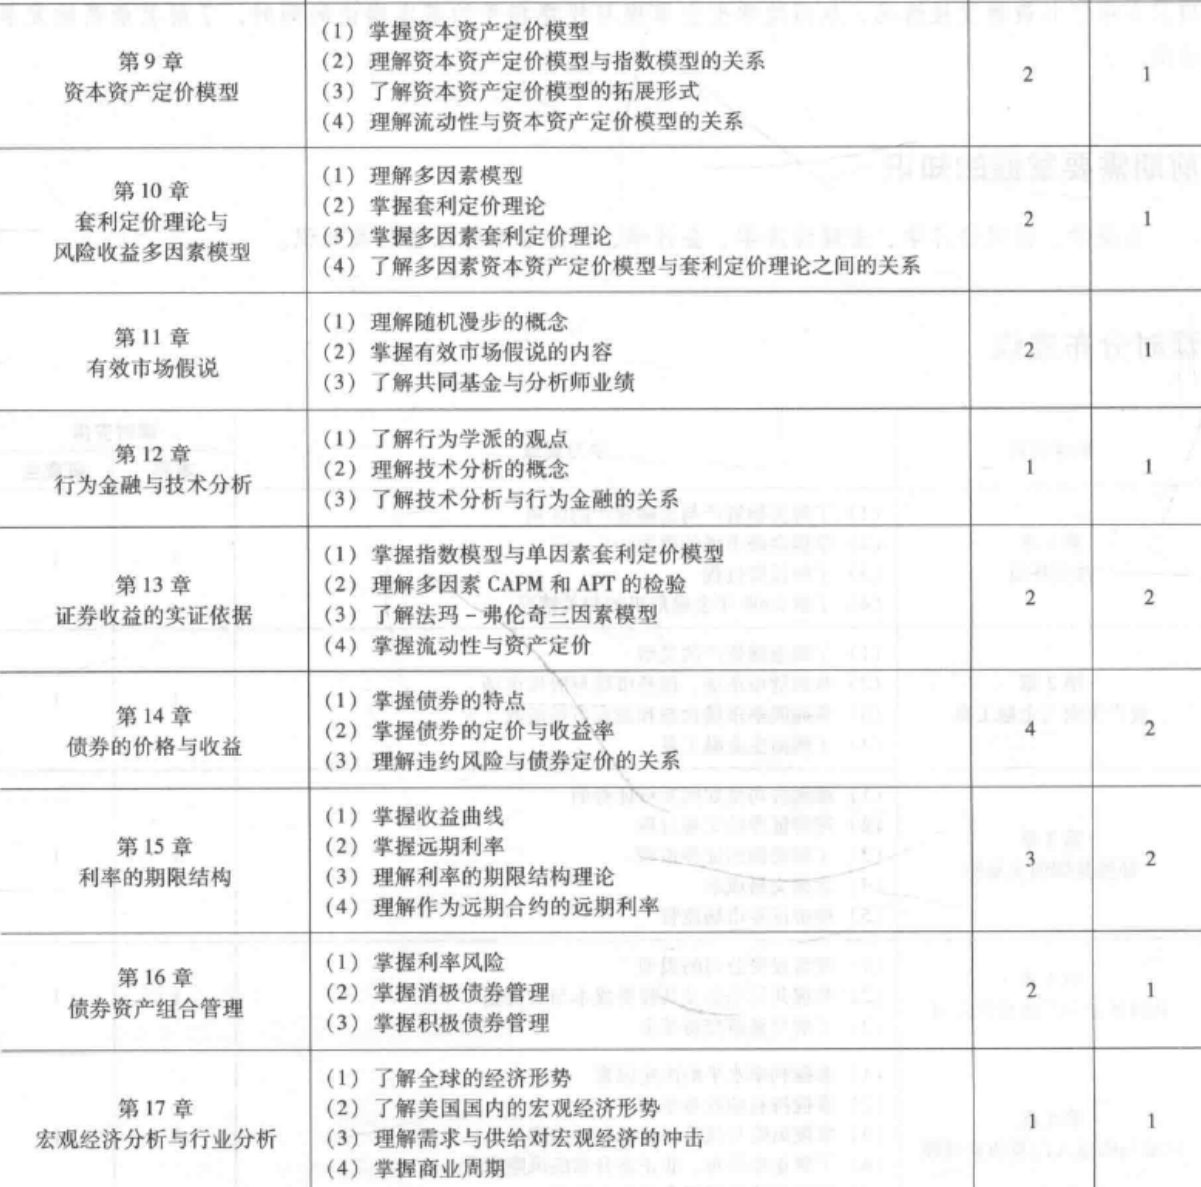 第9章
资本资产定价模型
(1) 掌握资本资产定价模型
(2) 理解资本资产定价模型与指数模型的关系
(3) 了解资本资产定价模型的拓展形式
(4) 理解流动性与资本资产定价模型的关系
2
1
第10章
套利定价理论与
风险收益多因素模型
(1) 理解多因素模型
(2) 掌握套利定价理论
(3) 掌握多因素套利定价理论
(4) 了解多因素资本资产定价模型与套利定价理论之间的关系
2
1
第11章
有效市场假说
(1) 理解随机漫步的概念
(2) 掌握有效市场假说的内容
(3) 了解共同基金与分析师业绩
2
1
第12章
行为金融与技术分析
(1) 了解行为学派的观点
(2) 理解技术分析的概念
(3) 了解技术分析与行为金融的关系
1
1
第13章
证券收益的实证依据
(1) 掌握指数模型与单因素套利定价模型
(2) 理解多因素 CAPM 和 APT 的检验
(3) 了解法玛－弗伦奇三因素模型
(4) 掌握流动性与资产定价
2
2
第14章
债券的价格与收益
(1) 掌握债券的特点
(2) 掌握债券的定价与收益率
(3) 理解违约风险与债券定价的关系
4
2
第15章
利率的期限结构
(1) 掌握收益曲线
(2) 掌握远期利率
(3) 理解利率的期限结构理论
(4) 理解作为远期合约的远期利率
3
2
第16章
债券资产组合管理
(1) 掌握利率风险
(2) 掌握消极债券管理
(3) 掌握积极债券管理
2
1
第17章
宏观经济分析与行业分析
(1) 了解全球的经济形势
(2) 了解美国国内的宏观经济形势
(3) 理解需求与供给对宏观经济的冲击
(4) 掌握商业周期
1
1